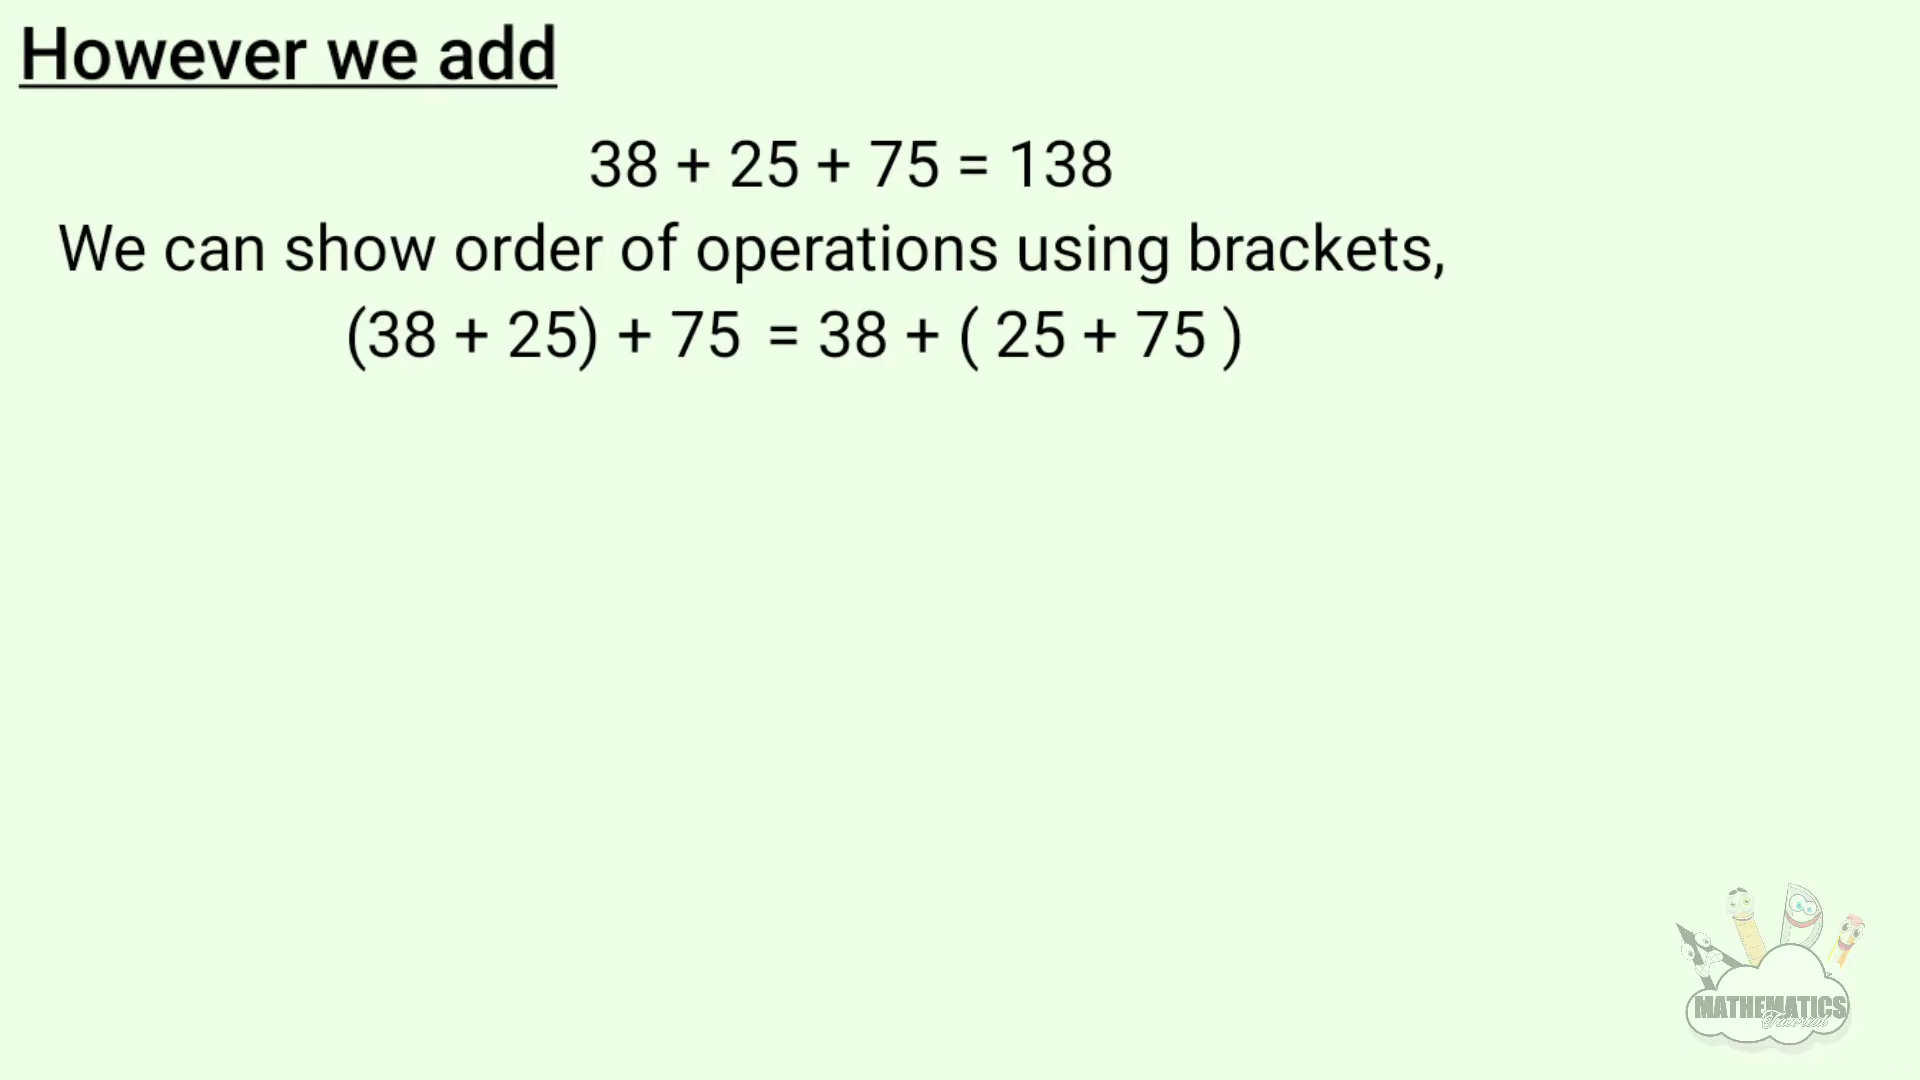 However we add
38 + 25 + 75 = 138
We can show order of operations using brackets,
(38 + 25) + 75 = 38 + ( 25 + 75 )
MATHEMATICS
Tutorial